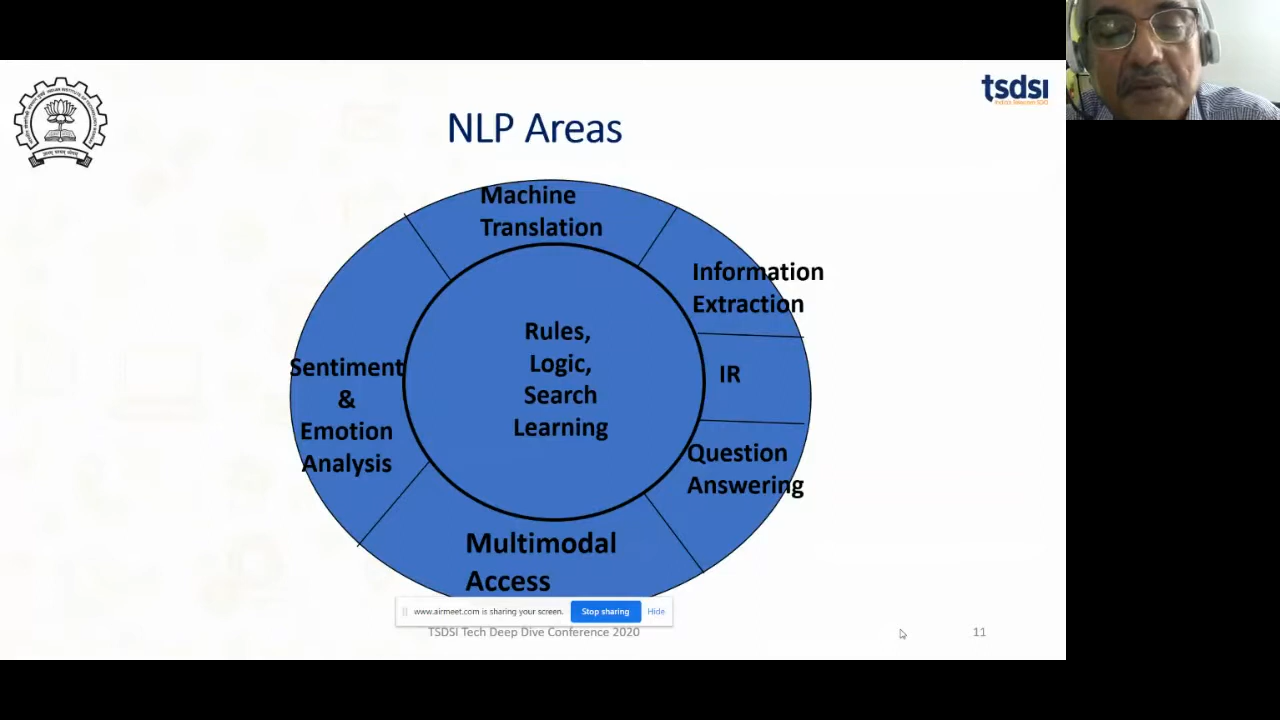 tsdsi
NLP Areas
Machine
Translation
Information
Extraction
Rules,
Logic,
Search
Learning
IR
Sentiment
&
Emotion
Analysis
Question
Answering
Multimodal
Access
www.airmeet.com is sharing your screen. Stop sharing Hide
TSDSI Tech Deep Dive Conference 2020
11